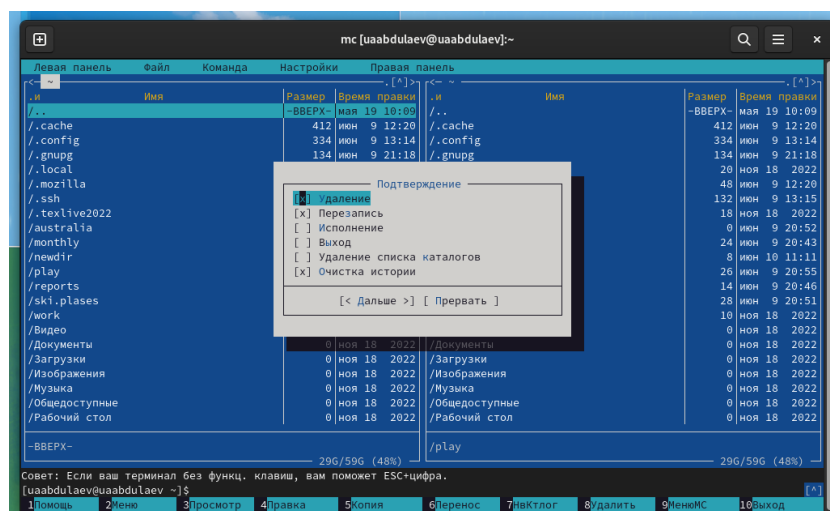 mc [uaabdulaev@uaabdulaev]:~
Левая панель Файл Команда Настройки Правая панель
<— ~ .[^]> <— ~ .[^]>
.и Имя Размер Время правки .и Имя Размер Время правки
/.. -ВВЕРХ- мая 19 10:09 /.. -ВВЕРХ- мая 19 10:09
/.cache 412 июн 9 12:20 /.cache 412 июн 9 12:20
/.config 334 июн 9 13:14 /.config 334 июн 9 13:14
/.gnupg 134 июн 9 21:18 /.gnupg 134 июн 9 21:18
/.local 20 ноя 18 2022
/.mozilla Подтверждение 48 июн 9 12:20
/.ssh [x] Удаление 132 июн 9 13:15
/.texlive2022 [x] Перезапись 18 ноя 18 2022
/australia [ ] Исполнение 0 июн 9 20:52
/monthly [ ] Выход 24 июн 9 20:43
/newdir [ ] Удаление списка каталогов 8 июн 10 11:11
/play [x] Очистка истории 26 июн 9 20:55
/reports 14 июн 9 20:46
/ski.plases [< Дальше >] [ Прервать ] 28 июн 9 20:51
/work 10 ноя 18 2022
/Видео 0 ноя 18 2022
/Документы 0 ноя 18 2022 /Документы 0 ноя 18 2022
/Загрузки 0 ноя 18 2022 /Загрузки 0 ноя 18 2022
/Изображения 0 ноя 18 2022 /Изображения 0 ноя 18 2022
/Музыка 0 ноя 18 2022 /Музыка 0 ноя 18 2022
/Общедоступные 0 ноя 18 2022 /Общедоступные 0 ноя 18 2022
/Рабочий стол 0 ноя 18 2022 /Рабочий стол 0 ноя 18 2022
-ВВЕРХ- /play
29G/59G (48%) 29G/59G (48%)
Совет: Если ваш терминал без функц. клавиш, вам поможет ESC+цифра.
[uaabdulaev@uaabdulaev ~]$ [^]
1Помощь 2Меню 3Просмотр 4Правка 5Копия 6Перенос 7НвКтлог 8Удалить 9МенюМС 10Выход